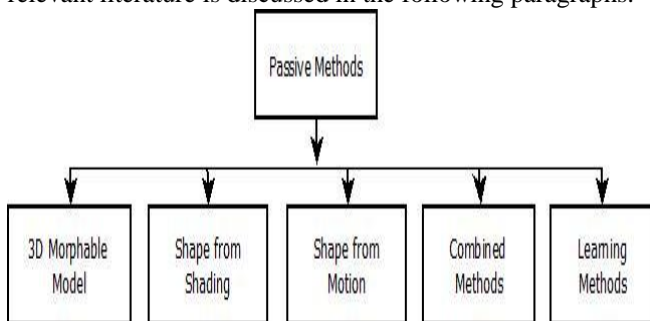 relevant literature is discussed in the following paragraphs.
Passive Methods
3D Morphable
Model
Shape from
Shading
Shape from
Motion
Combined
Methods
Learning
Methods